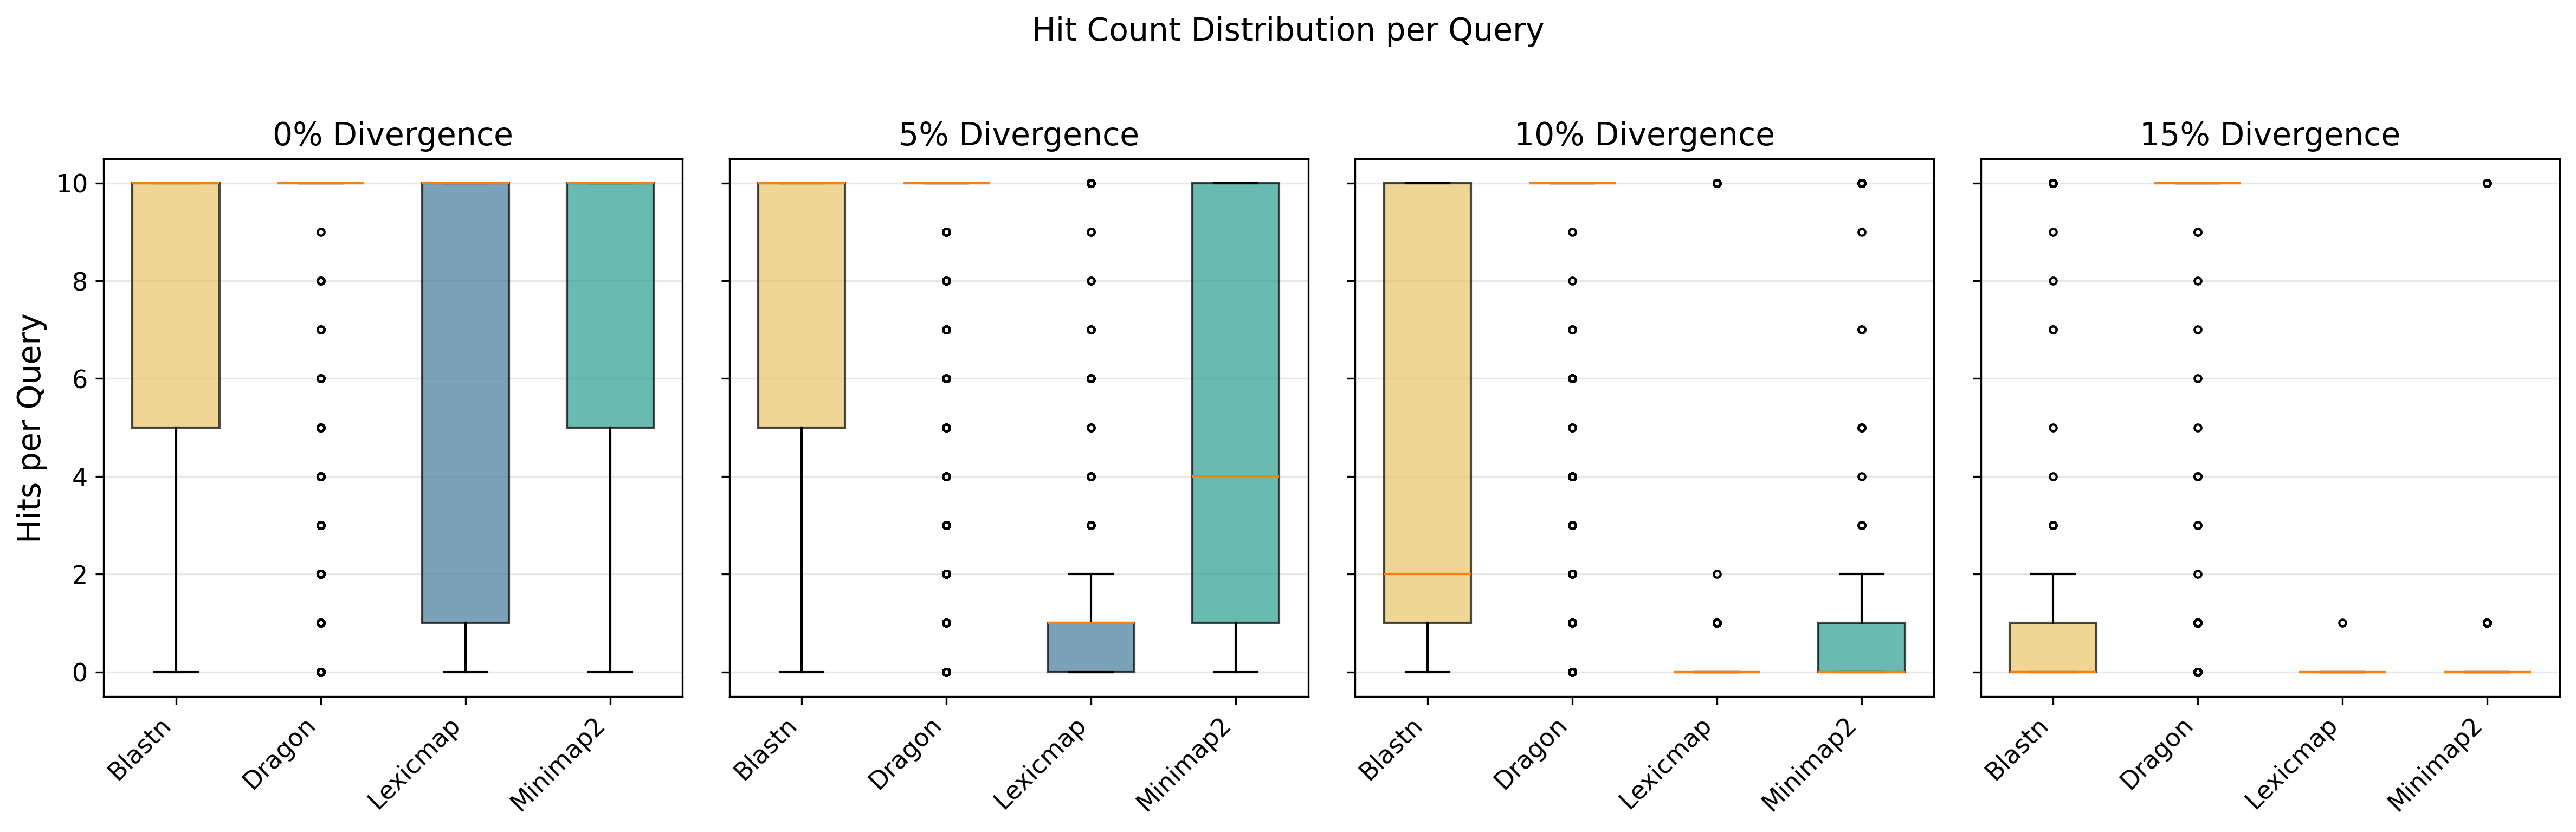 Hit Count Distribution per Query
0% Divergence
5% Divergence
10% Divergence
15% Divergence
Hits per Query
10
8
6
4
2
0
Blastn
Dragon
Lexicmap
Minimap2
Blastn
Dragon
Lexicmap
Minimap2
Blastn
Dragon
Lexicmap
Minimap2
Blastn
Dragon
Lexicmap
Minimap2